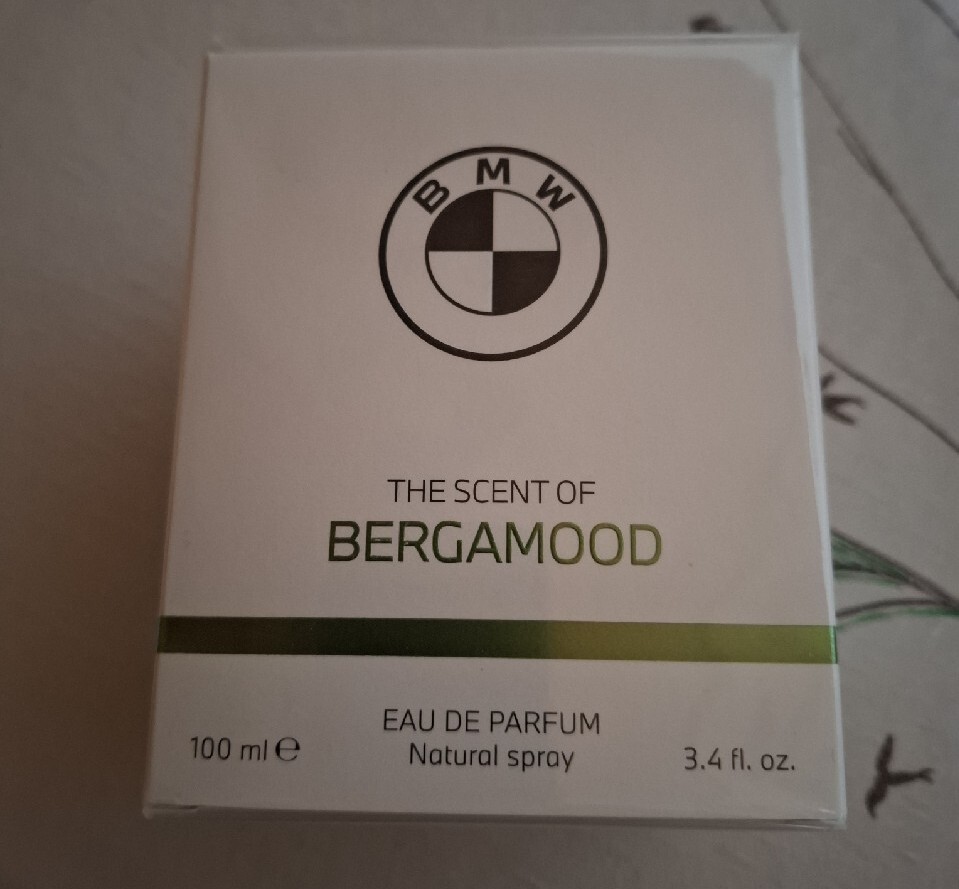 BMW
THE SCENT OF
BERGAMOOD
EAU DE PARFUM
100 ml ℮ Natural spray 3.4 fl. oz.